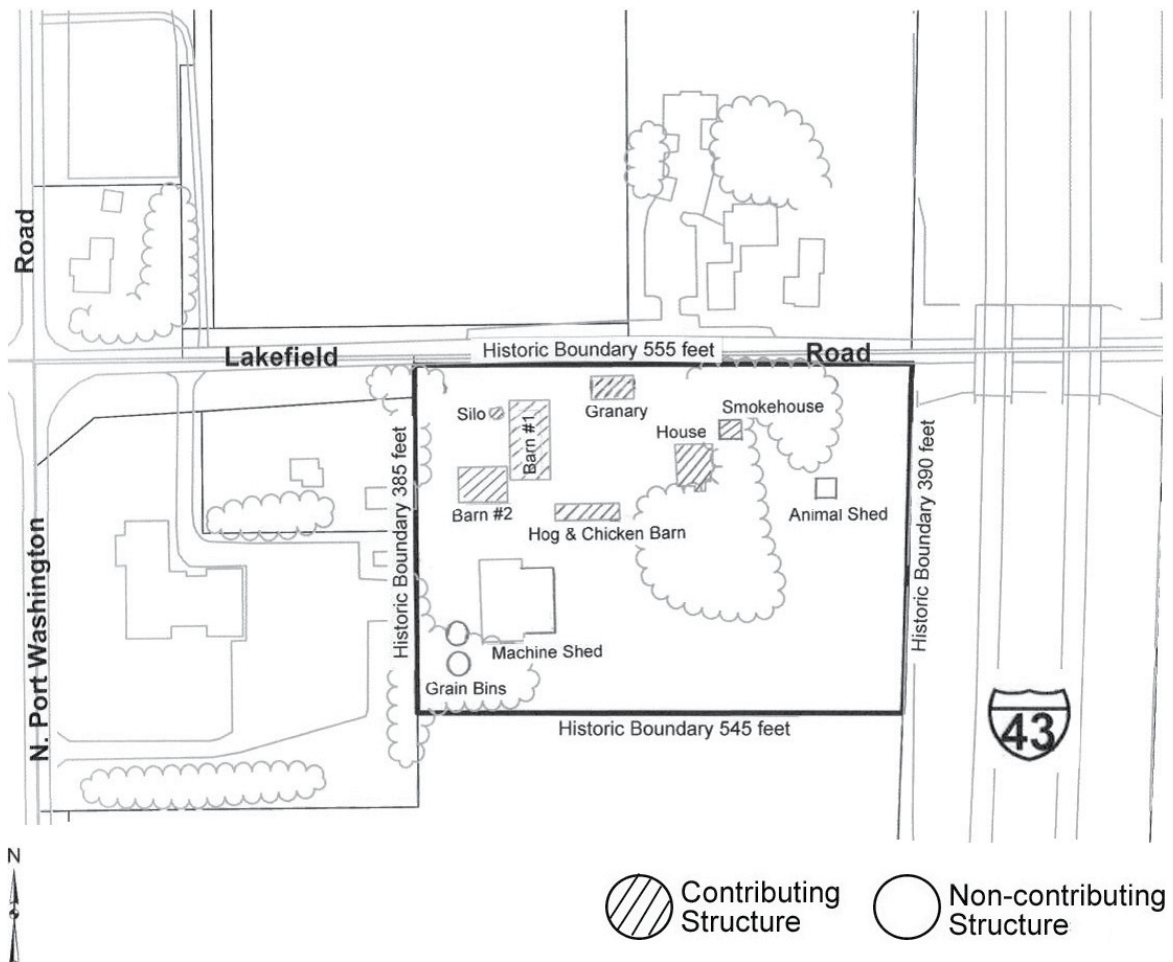 Road
Lakefield
Historic Boundary 555 feet
Road
Silo
Barn #1
Granary
Smokehouse
House
Historic Boundary 385 feet
Historic Boundary 390 feet
Barn #2
Hog & Chicken Barn
Animal Shed
N. Port Washington
Machine Shed
Grain Bins
Historic Boundary 545 feet
43
N
Contributing
Structure
Non-contributing
Structure